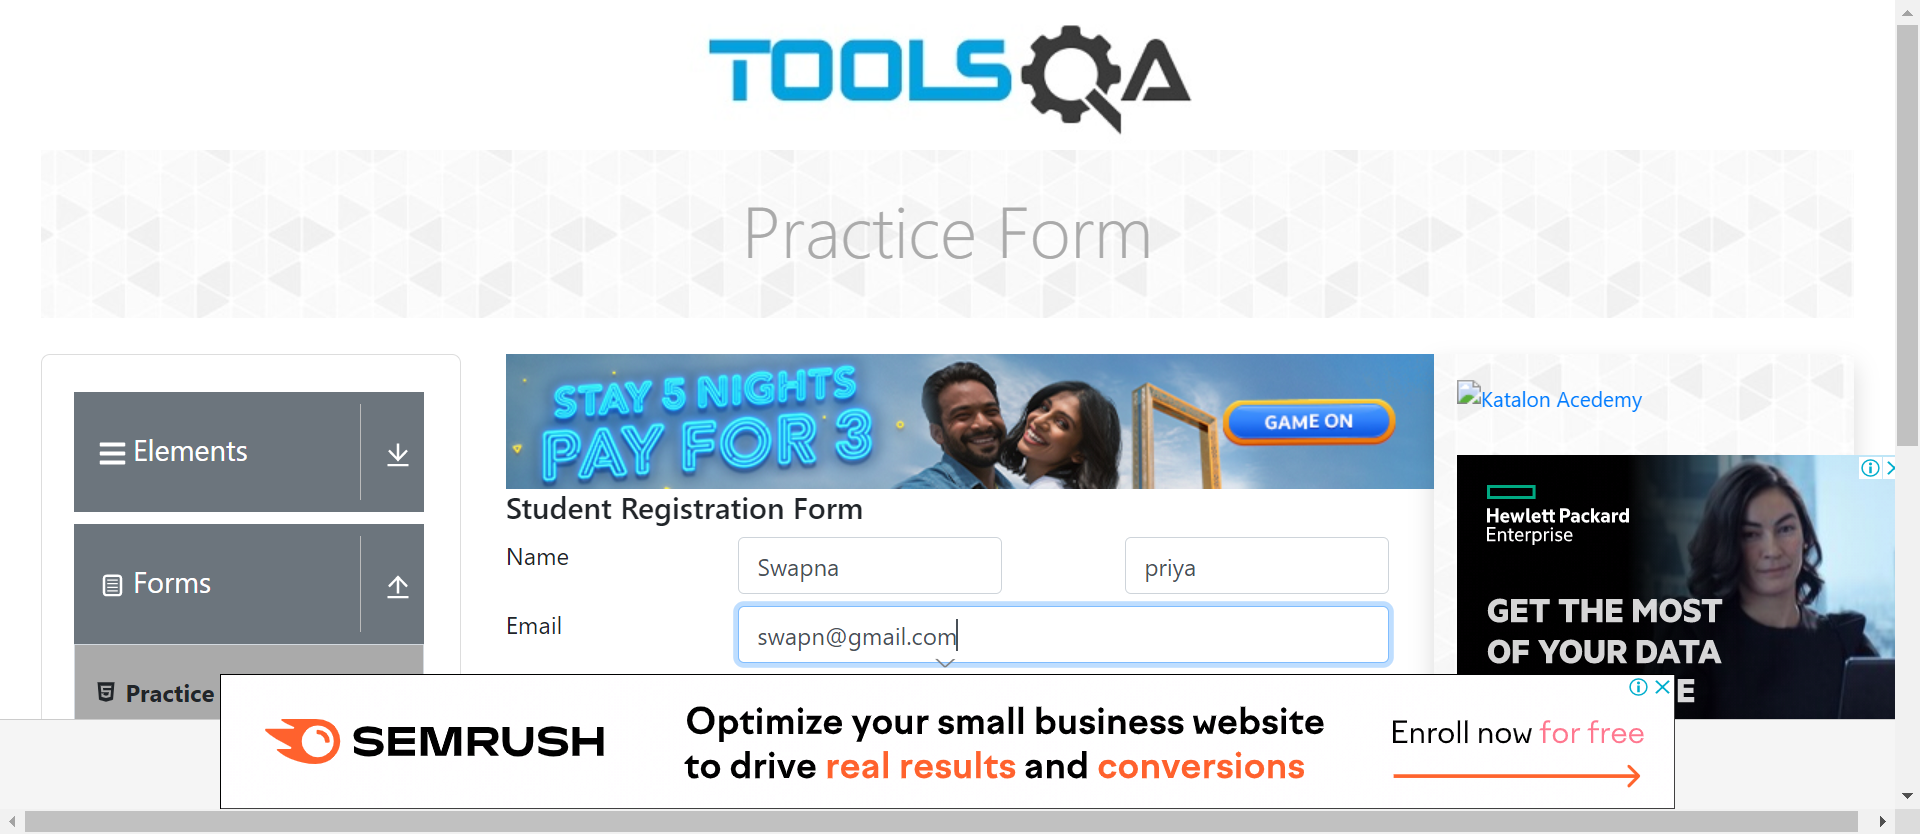 TOOLSQA
Practice Form
Elements
Forms
Practice
STAY 5 NIGHTS
PAY FOR 3
GAME ON
Student Registration Form
Name
Swapna
priya
Email
swapn@gmail.com
Katalon Acedemy
Hewlett Packard
Enterprise
GET THE MOST
OF YOUR DATA
E
SEMRUSH
Optimize your small business website
to drive real results and conversions
Enroll now for free